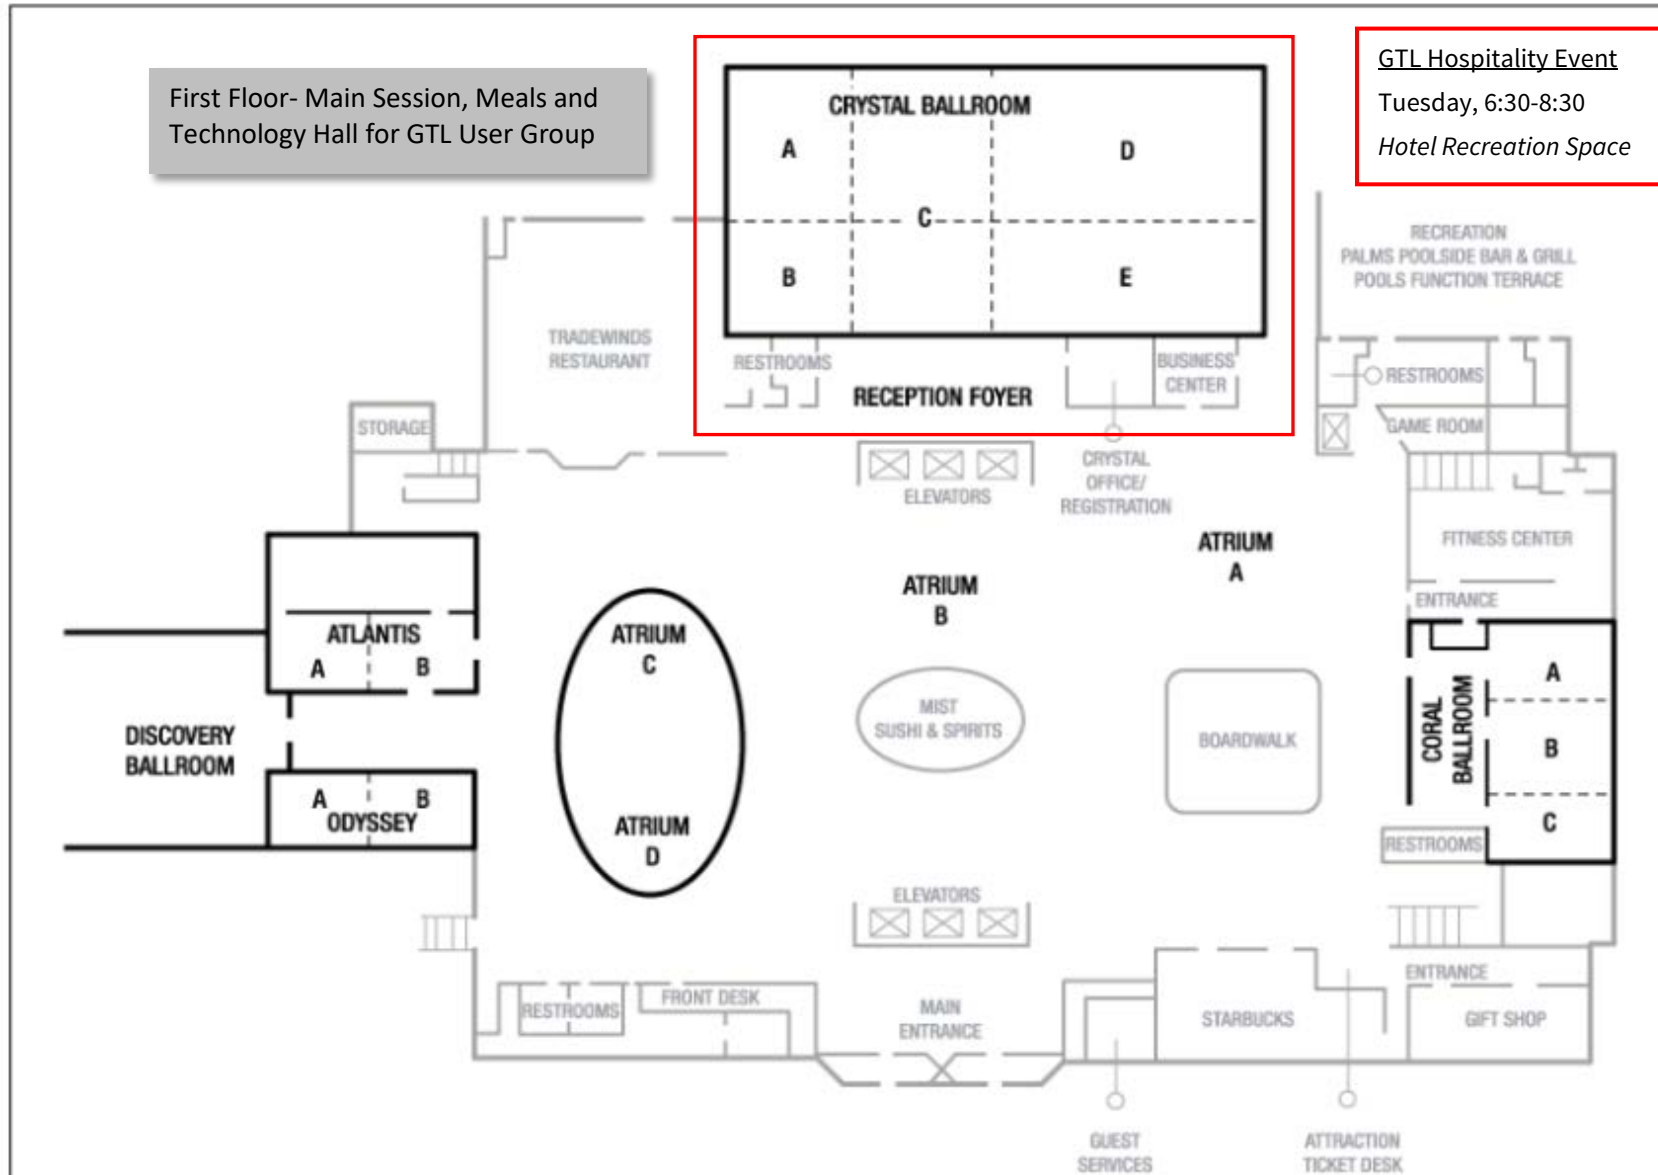 First Floor- Main Session, Meals and
Technology Hall for GTL User Group
GTL Hospitality Event
Tuesday, 6:30-8:30
Hotel Recreation Space
CRYSTAL BALLROOM
A
D
C
B
E
RECREATION
PALMS POOLSIDE BAR & GRILL
POOLS FUNCTION TERRACE
TRADEWINDS
RESTAURANT
RESTROOMS
RECEPTION FOYER
BUSINESS
CENTER
RESTROOMS
STORAGE
GAME ROOM
ELEVATORS
CRYSTAL
OFFICE/
REGISTRATION
FITNESS CENTER
ATRIUM
A
ATRIUM
B
ENTRANCE
ATLANTIS
A B
ATRIUM
C
MIST
SUSHI & SPIRITS
BOARDWALK
CORAL
BALLROOM
A
B
C
DISCOVERY
BALLROOM
A B
ODYSSEY
ATRIUM
D
RESTROOMS
ELEVATORS
ENTRANCE
RESTROOMS
FRONT DESK
MAIN
ENTRANCE
STARBUCKS
GIFT SHOP
GUEST
SERVICES
ATTRACTION
TICKET DESK